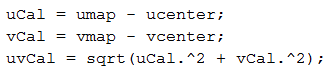 uCal = umap - ucenter;
vCal = vmap - vcenter;
uvCal = sqrt(uCal.^2 + vCal.^2);